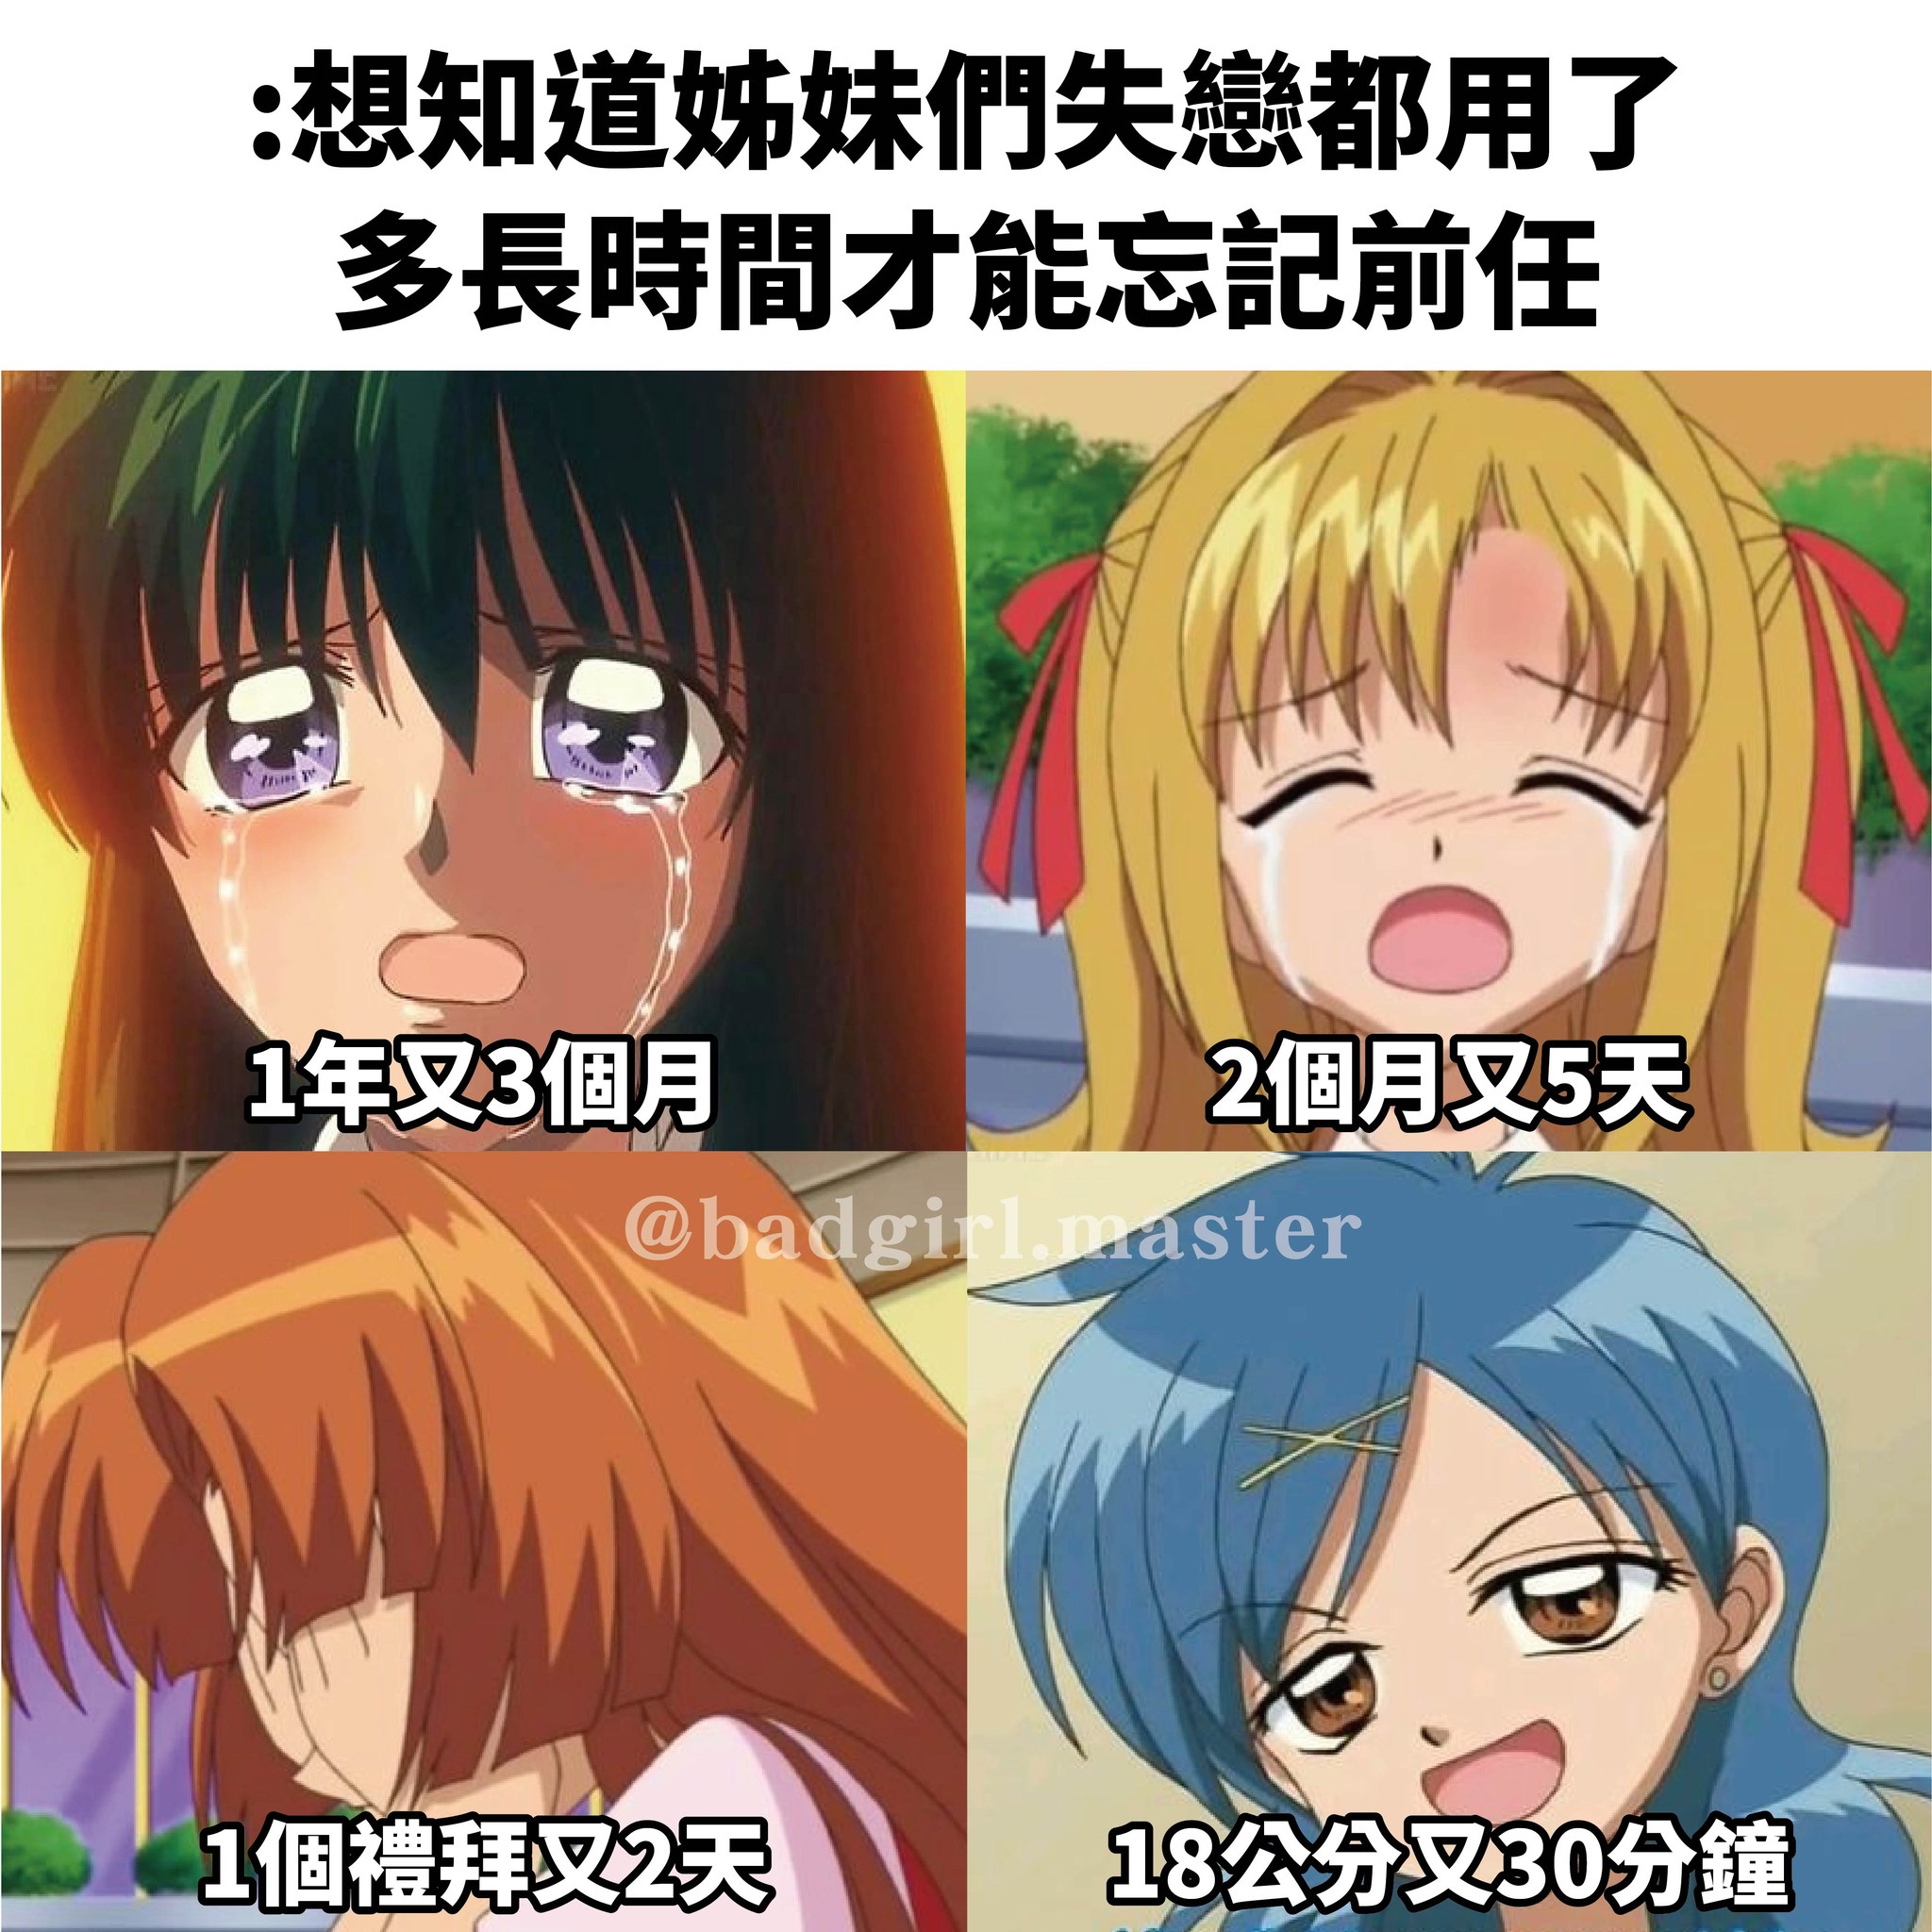 :想知道姊妹們失戀都用了
多長時間才能忘記前任
1年又3個月
2個月又5天
@badgirl.master
1個禮拜又2天
18公分又30分鐘